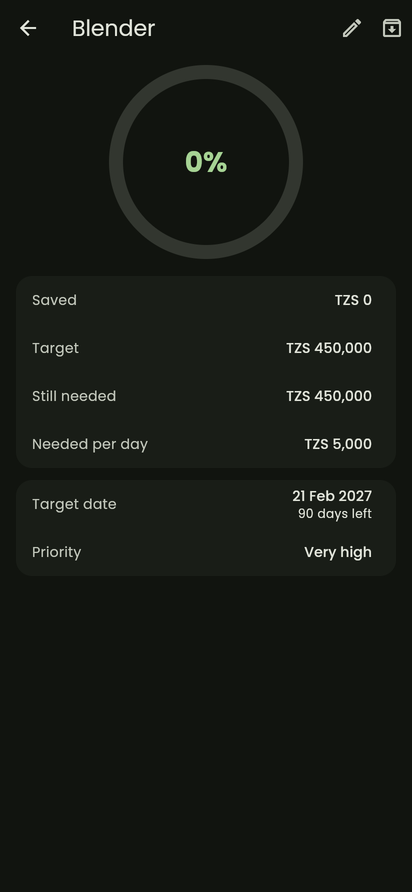 Blender
0%
Saved TZS 0
Target TZS 450,000
Still needed TZS 450,000
Needed per day TZS 5,000
Target date 21 Feb 2027
90 days left
Priority Very high